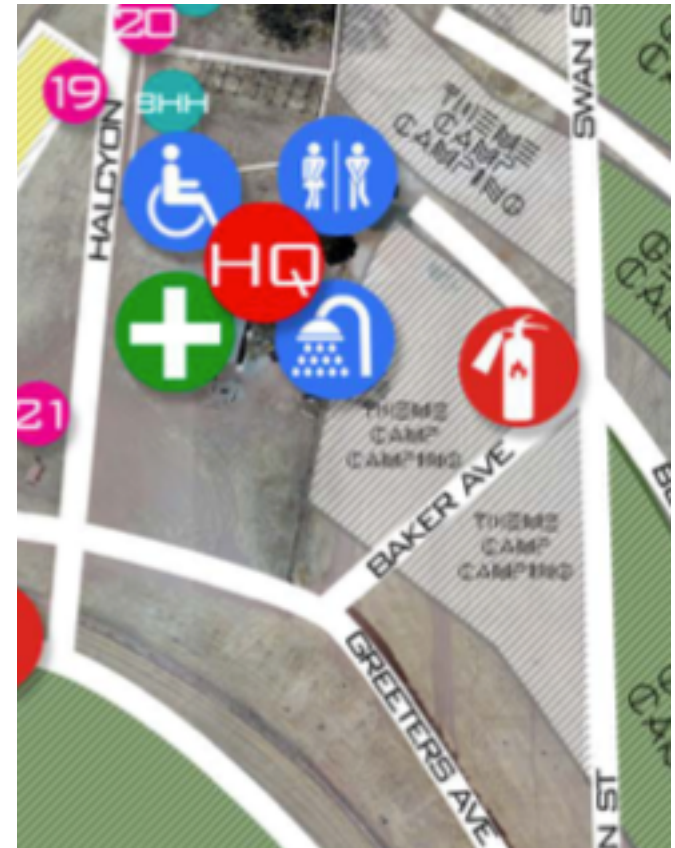 20
19
BHH
HALCYON
SWAN S
THEME
CAMP
CAMPING
HQ
21
THEME
CAMP
CAMPING
BAKER AVE
THEME
CAMP
CAMPING
GREETERS AVE
N ST